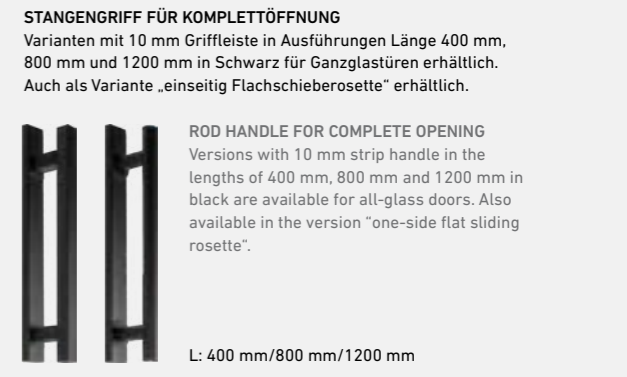 STANGENGRIFF FÜR KOMPLETTÖFFNUNG
Varianten mit 10 mm Griffleiste in Ausführungen Länge 400 mm,
800 mm und 1200 mm in Schwarz für Ganzglastüren erhältlich.
Auch als Variante „einseitig Flachschieberosette“ erhältlich.
ROD HANDLE FOR COMPLETE OPENING
Versions with 10 mm strip handle in the
lengths of 400 mm, 800 mm and 1200 mm in
black are available for all-glass doors. Also
available in the version “one-side flat sliding
rosette“.
L: 400 mm/800 mm/1200 mm